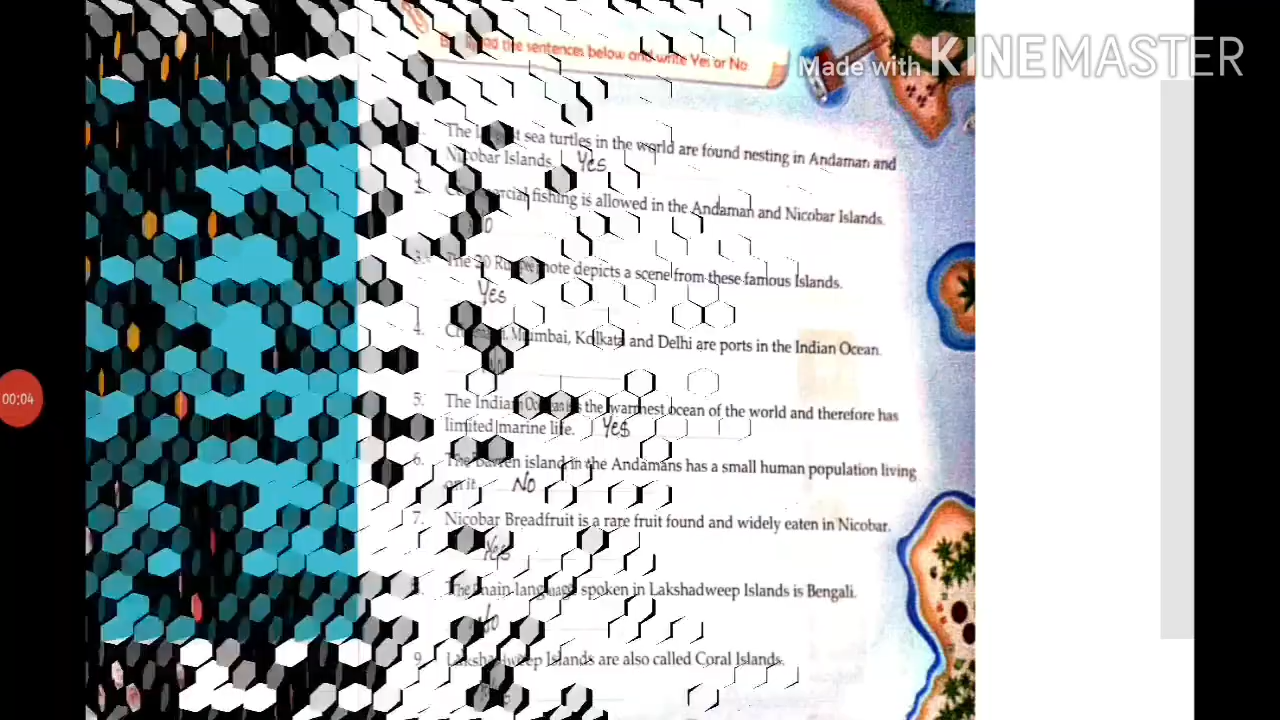 Made with KINEMASTER
the sentences below and write Yes or No
1. The sea turtles in the world are found nesting in Andaman and
Nicobar Islands. Yes
2. fishing is allowed in the Andaman and Nicobar Islands.
3. The 20 note depicts a scene from these famous Islands.
Yes
4. Mumbai, Kolkata and Delhi are ports in the Indian Ocean.
00:04
5. The Indian Ocean is the warmest ocean of the world and therefore has
limited marine life. Yes
6. The Barren island in the Andamans has a small human population living
on it. No
7. Nicobar Breadfruit is a rare fruit found and widely eaten in Nicobar.
Yes
8. The main language spoken in Lakshadweep Islands is Bengali.
No
9. Lakshadweep Islands are also called Coral Islands.